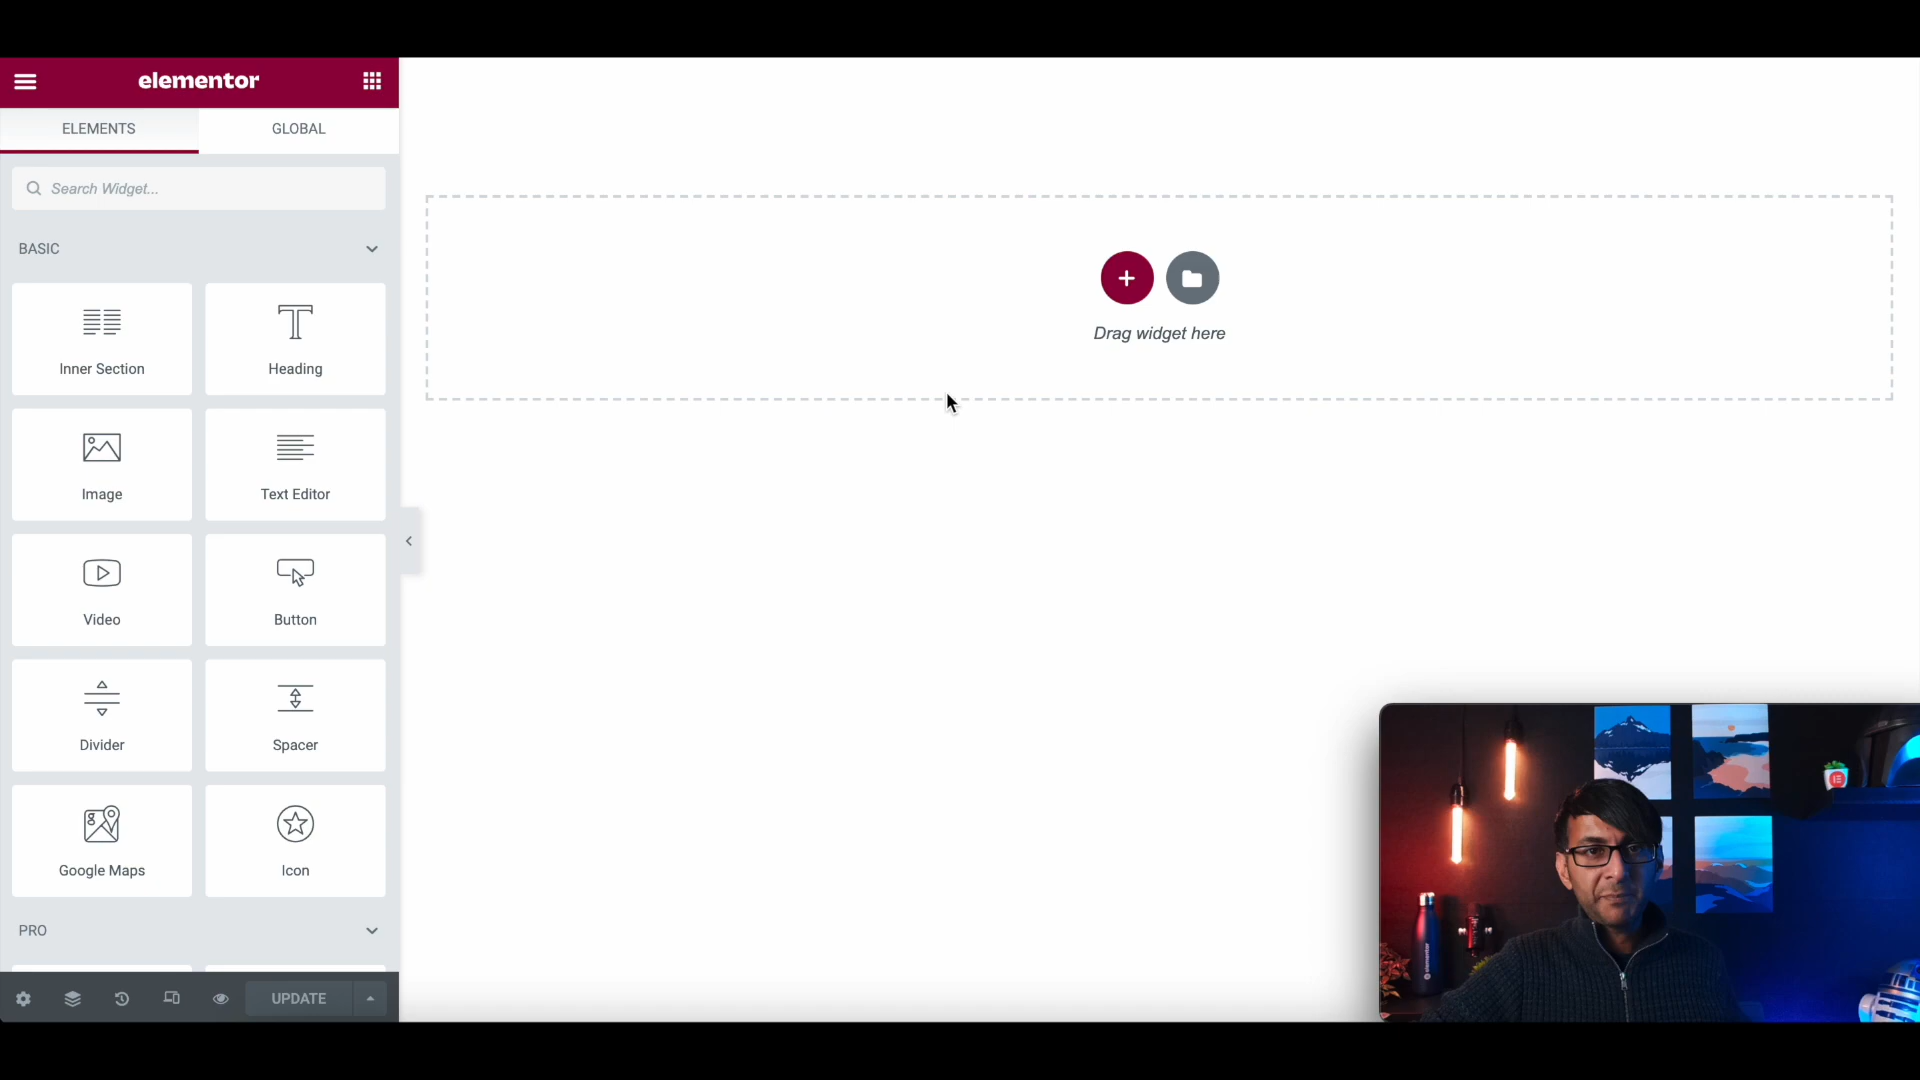 elementor
ELEMENTS
GLOBAL
Search Widget...
BASIC
Inner Section
Heading
Image
Text Editor
Video
Button
Divider
Spacer
Google Maps
Icon
PRO
UPDATE
Drag widget here
elementor